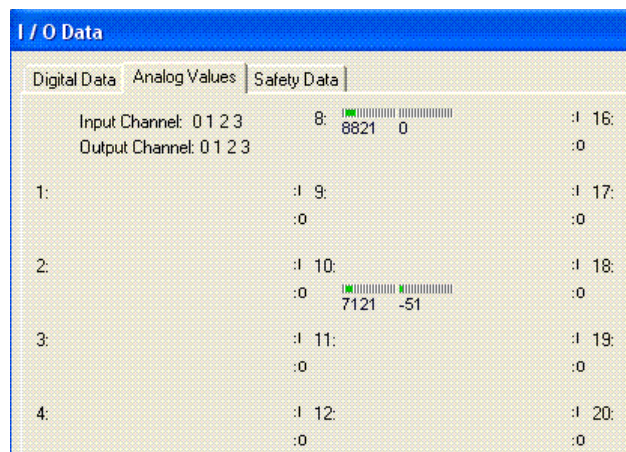 I / O Data
Digital Data Analog Values Safety Data
Input Channel: 0 1 2 3
Output Channel: 0 1 2 3
8: :I 16:
8821 0 :O
1: :I 9: :I 17:
:O :O
2: :I 10: :I 18:
:O 7121 -51 :O
3: :I 11: :I 19:
:O :O
4: :I 12: :I 20:
:O :O